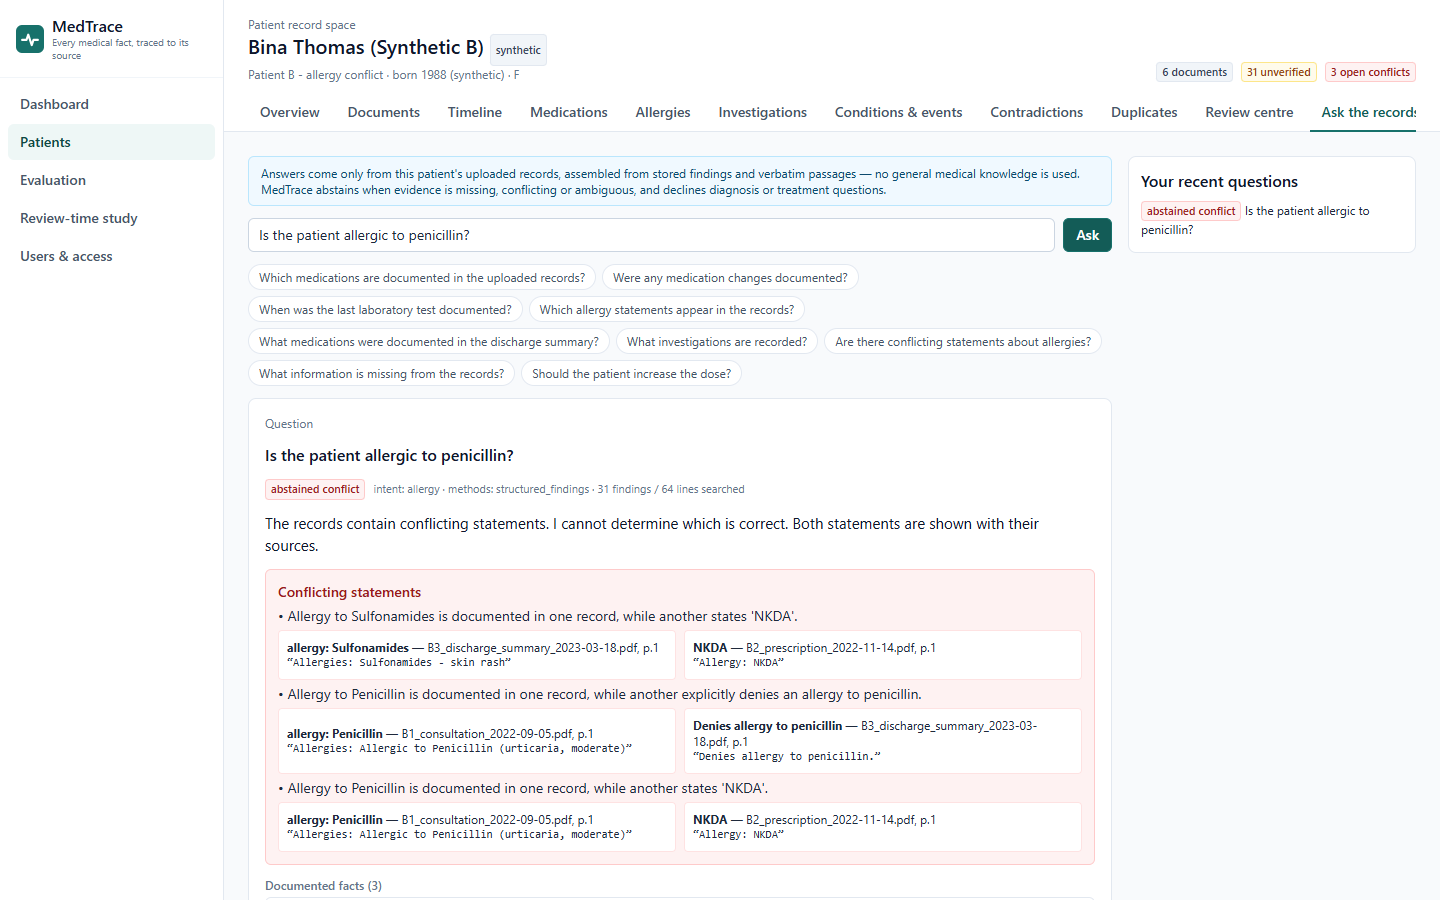 MedTrace
Every medical fact, traced to its
source
Dashboard
Patients
Evaluation
Review-time study
Users & access
Patient record space
Bina Thomas (Synthetic B) synthetic
Patient B - allergy conflict · born 1988 (synthetic) · F
6 documents 31 unverified 3 open conflicts
Overview Documents Timeline Medications Allergies Investigations Conditions & events Contradictions Duplicates Review centre Ask the records
Answers come only from this patient's uploaded records, assembled from stored findings and verbatim passages — no general medical knowledge is used.
MedTrace abstains when evidence is missing, conflicting or ambiguous, and declines diagnosis or treatment questions.
Is the patient allergic to penicillin? Ask
Which medications are documented in the uploaded records? Were any medication changes documented?
When was the last laboratory test documented? Which allergy statements appear in the records?
What medications were documented in the discharge summary? What investigations are recorded? Are there conflicting statements about allergies?
What information is missing from the records? Should the patient increase the dose?
Your recent questions
abstained conflict Is the patient allergic to
penicillin?
Question
Is the patient allergic to penicillin?
abstained conflict intent: allergy · methods: structured_findings · 31 findings / 64 lines searched
The records contain conflicting statements. I cannot determine which is correct. Both statements are shown with their
sources.
Conflicting statements
• Allergy to Sulfonamides is documented in one record, while another states 'NKDA'.
allergy: Sulfonamides — B3_discharge_summary_2023-03-18.pdf, p.1
“Allergies: Sulfonamides - skin rash”
NKDA — B2_prescription_2022-11-14.pdf, p.1
“Allergy: NKDA”
• Allergy to Penicillin is documented in one record, while another explicitly denies an allergy to penicillin.
allergy: Penicillin — B1_consultation_2022-09-05.pdf, p.1
“Allergies: Allergic to Penicillin (urticaria, moderate)”
Denies allergy to penicillin — B3_discharge_summary_2023-03-
18.pdf, p.1
“Denies allergy to penicillin.”
• Allergy to Penicillin is documented in one record, while another states 'NKDA'.
allergy: Penicillin — B1_consultation_2022-09-05.pdf, p.1
“Allergies: Allergic to Penicillin (urticaria, moderate)”
NKDA — B2_prescription_2022-11-14.pdf, p.1
“Allergy: NKDA”
Documented facts (3)